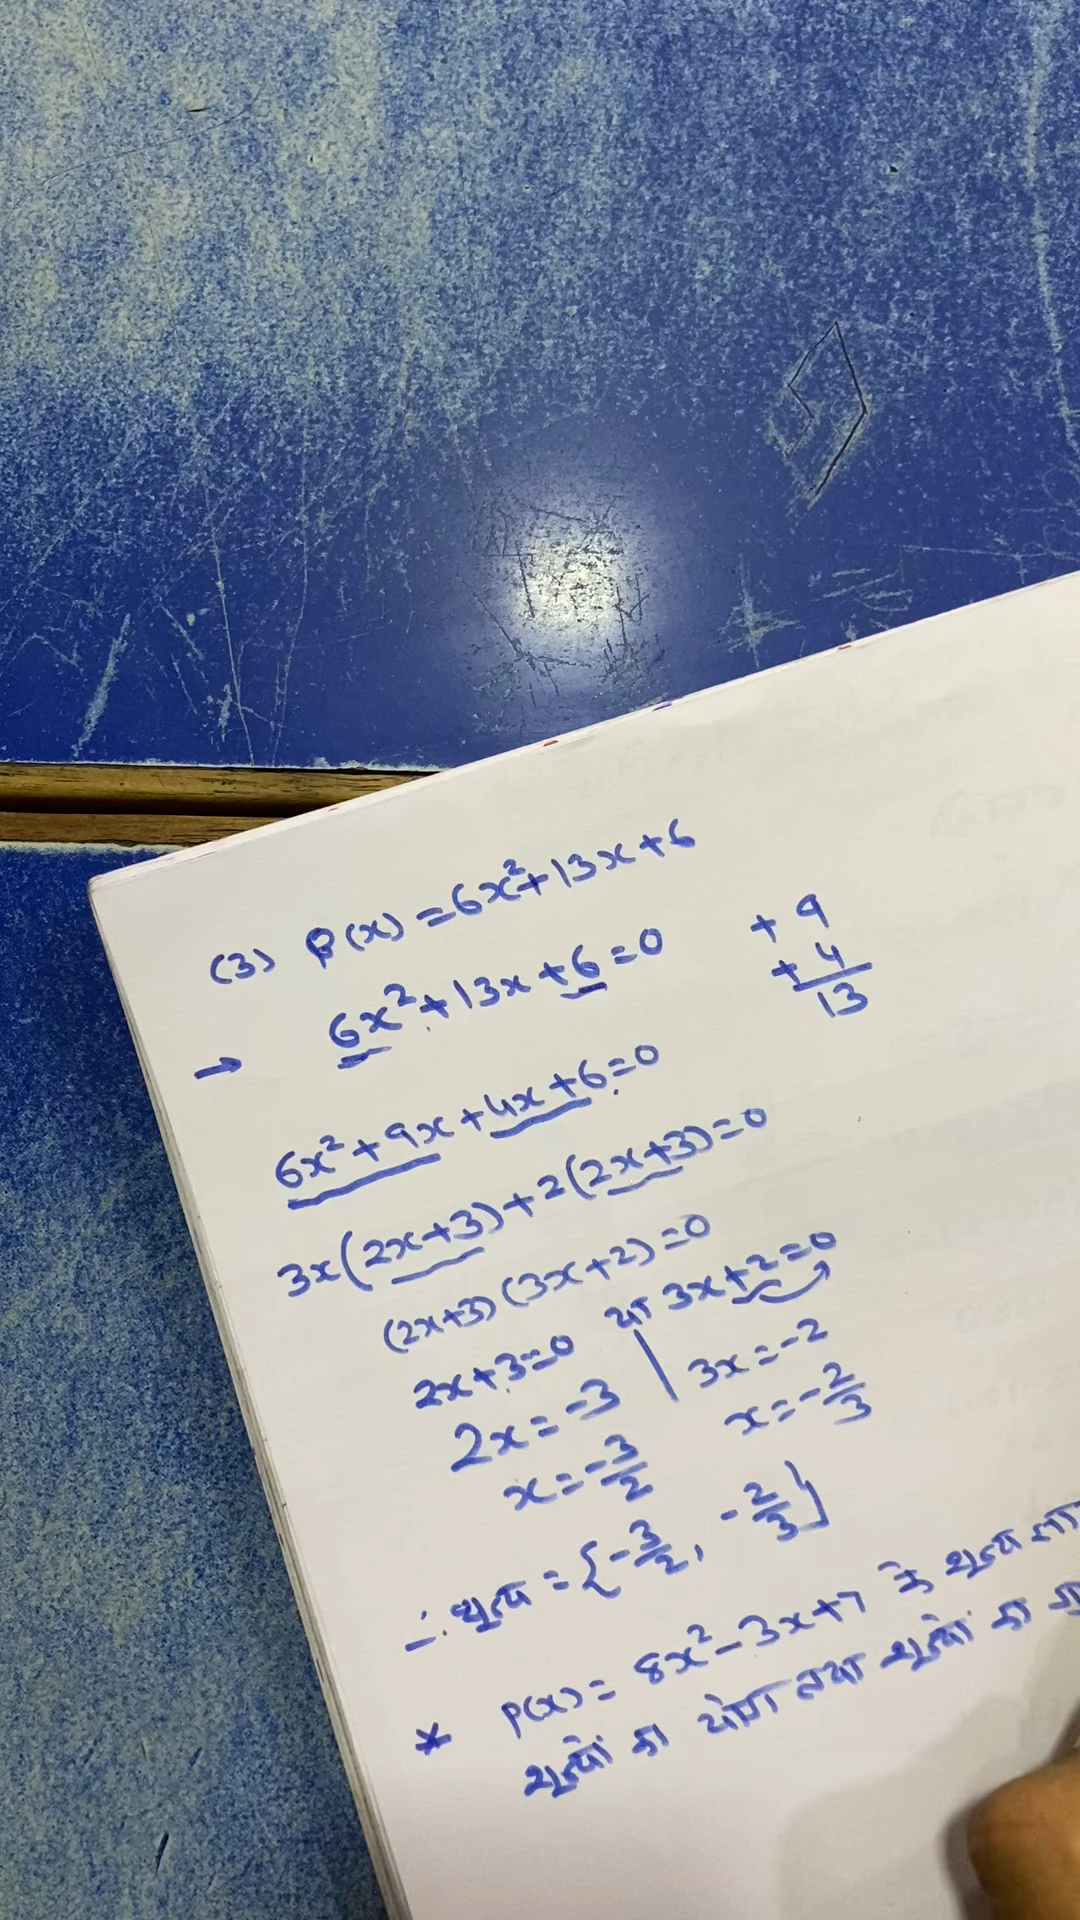 (3) p(x) = 6x²+13x+6
→ 6x²+13x+6=0
+9
+4
13
6x²+9x+4x+6=0
3x(2x+3)+2(2x+3)=0
(2x+3)(3x+2)=0
2x+3=0 या 3x+2=0
2x=-3 | 3x=-2
x=-3/2 x=-2/3
∴ शून्य = {-3/2, -2/3}
* p(x)= 8x²-3x+7 के शून्य
शून्यों का योग तथा शून्यों का